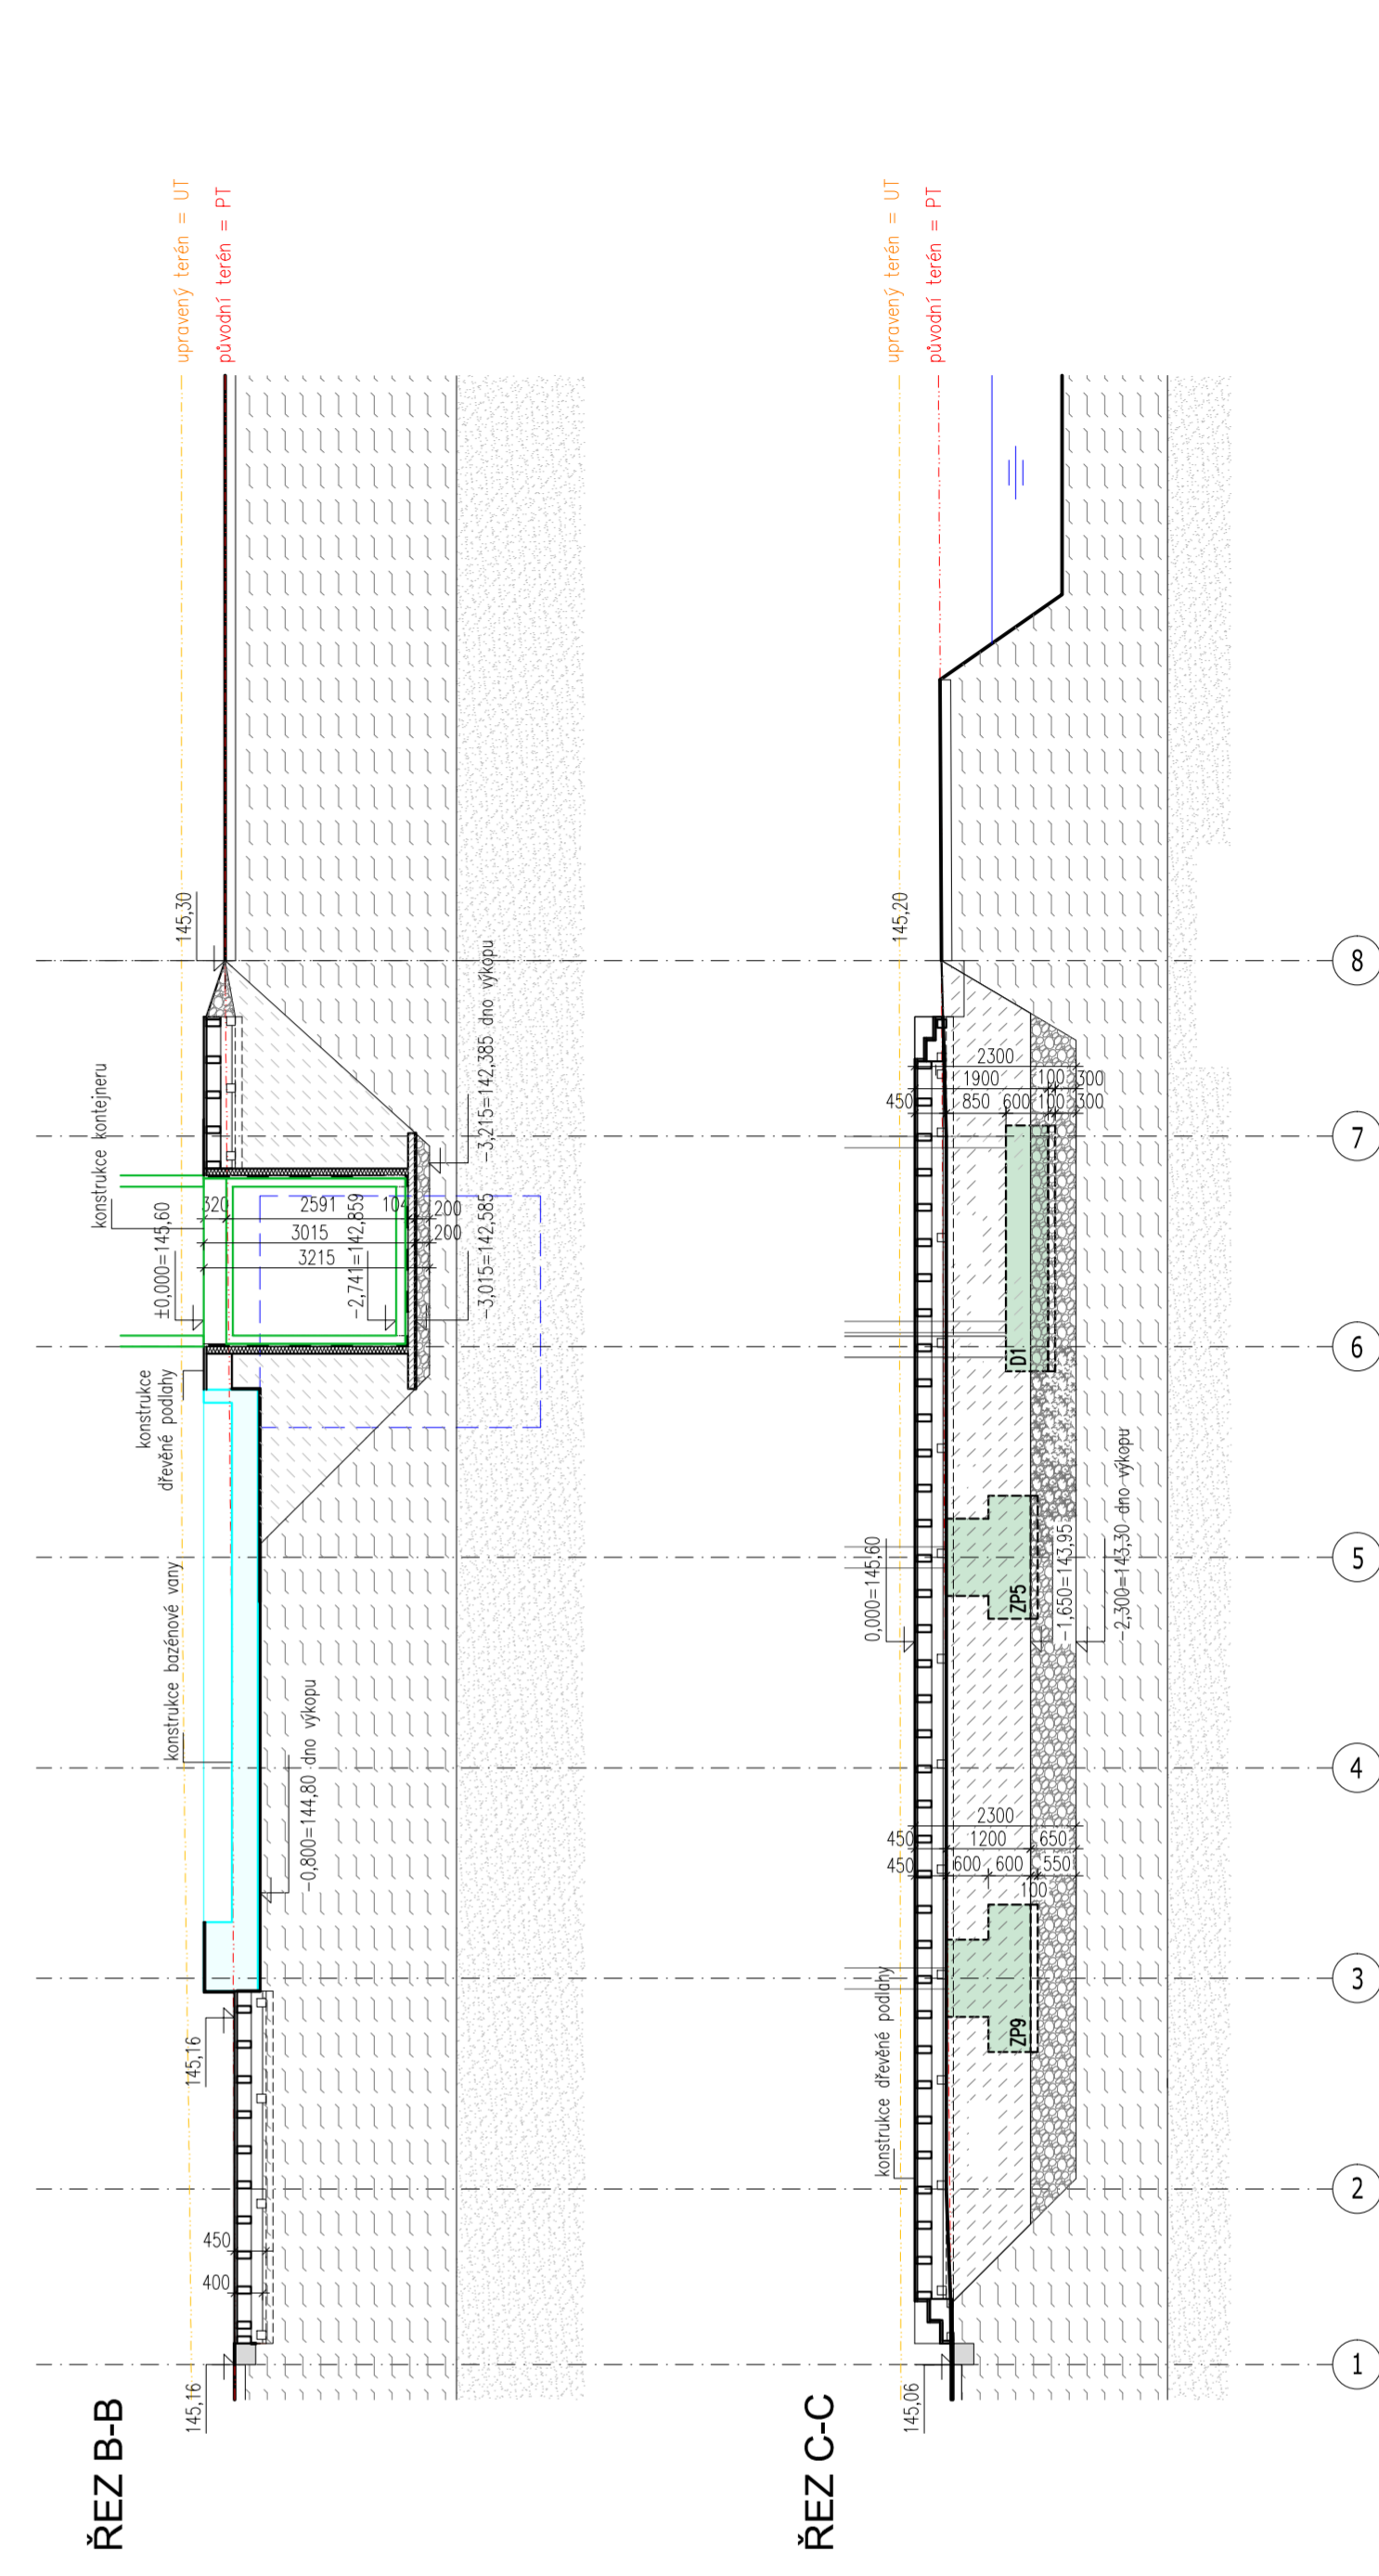 ŘEZ B-B
upravený terén = UT
původní terén = PT
145,16
400
450
145,16
-0,800=144,80 dno výkopu
konstrukce bazénové vany
konstrukce
dřevěné podlahy
±0,000=145,60
konstrukce kontejneru
320
2591
104
200
3015
200
3215
-2,741=142,859
-3,015=142,585
-3,215=142,385 dno výkopu
145,30
ŘEZ C-C
upravený terén = UT
původní terén = PT
145,06
konstrukce dřevěné podlahy
ZP9
2300
450
1200
650
450
600
600
550
100
0,000=145,60
ZP5
-1,650=143,95
-2,300=143,30 dno výkopu
D1
2300
1900
100
300
450
850
600
100
300
145,20
1
2
3
4
5
6
7
8